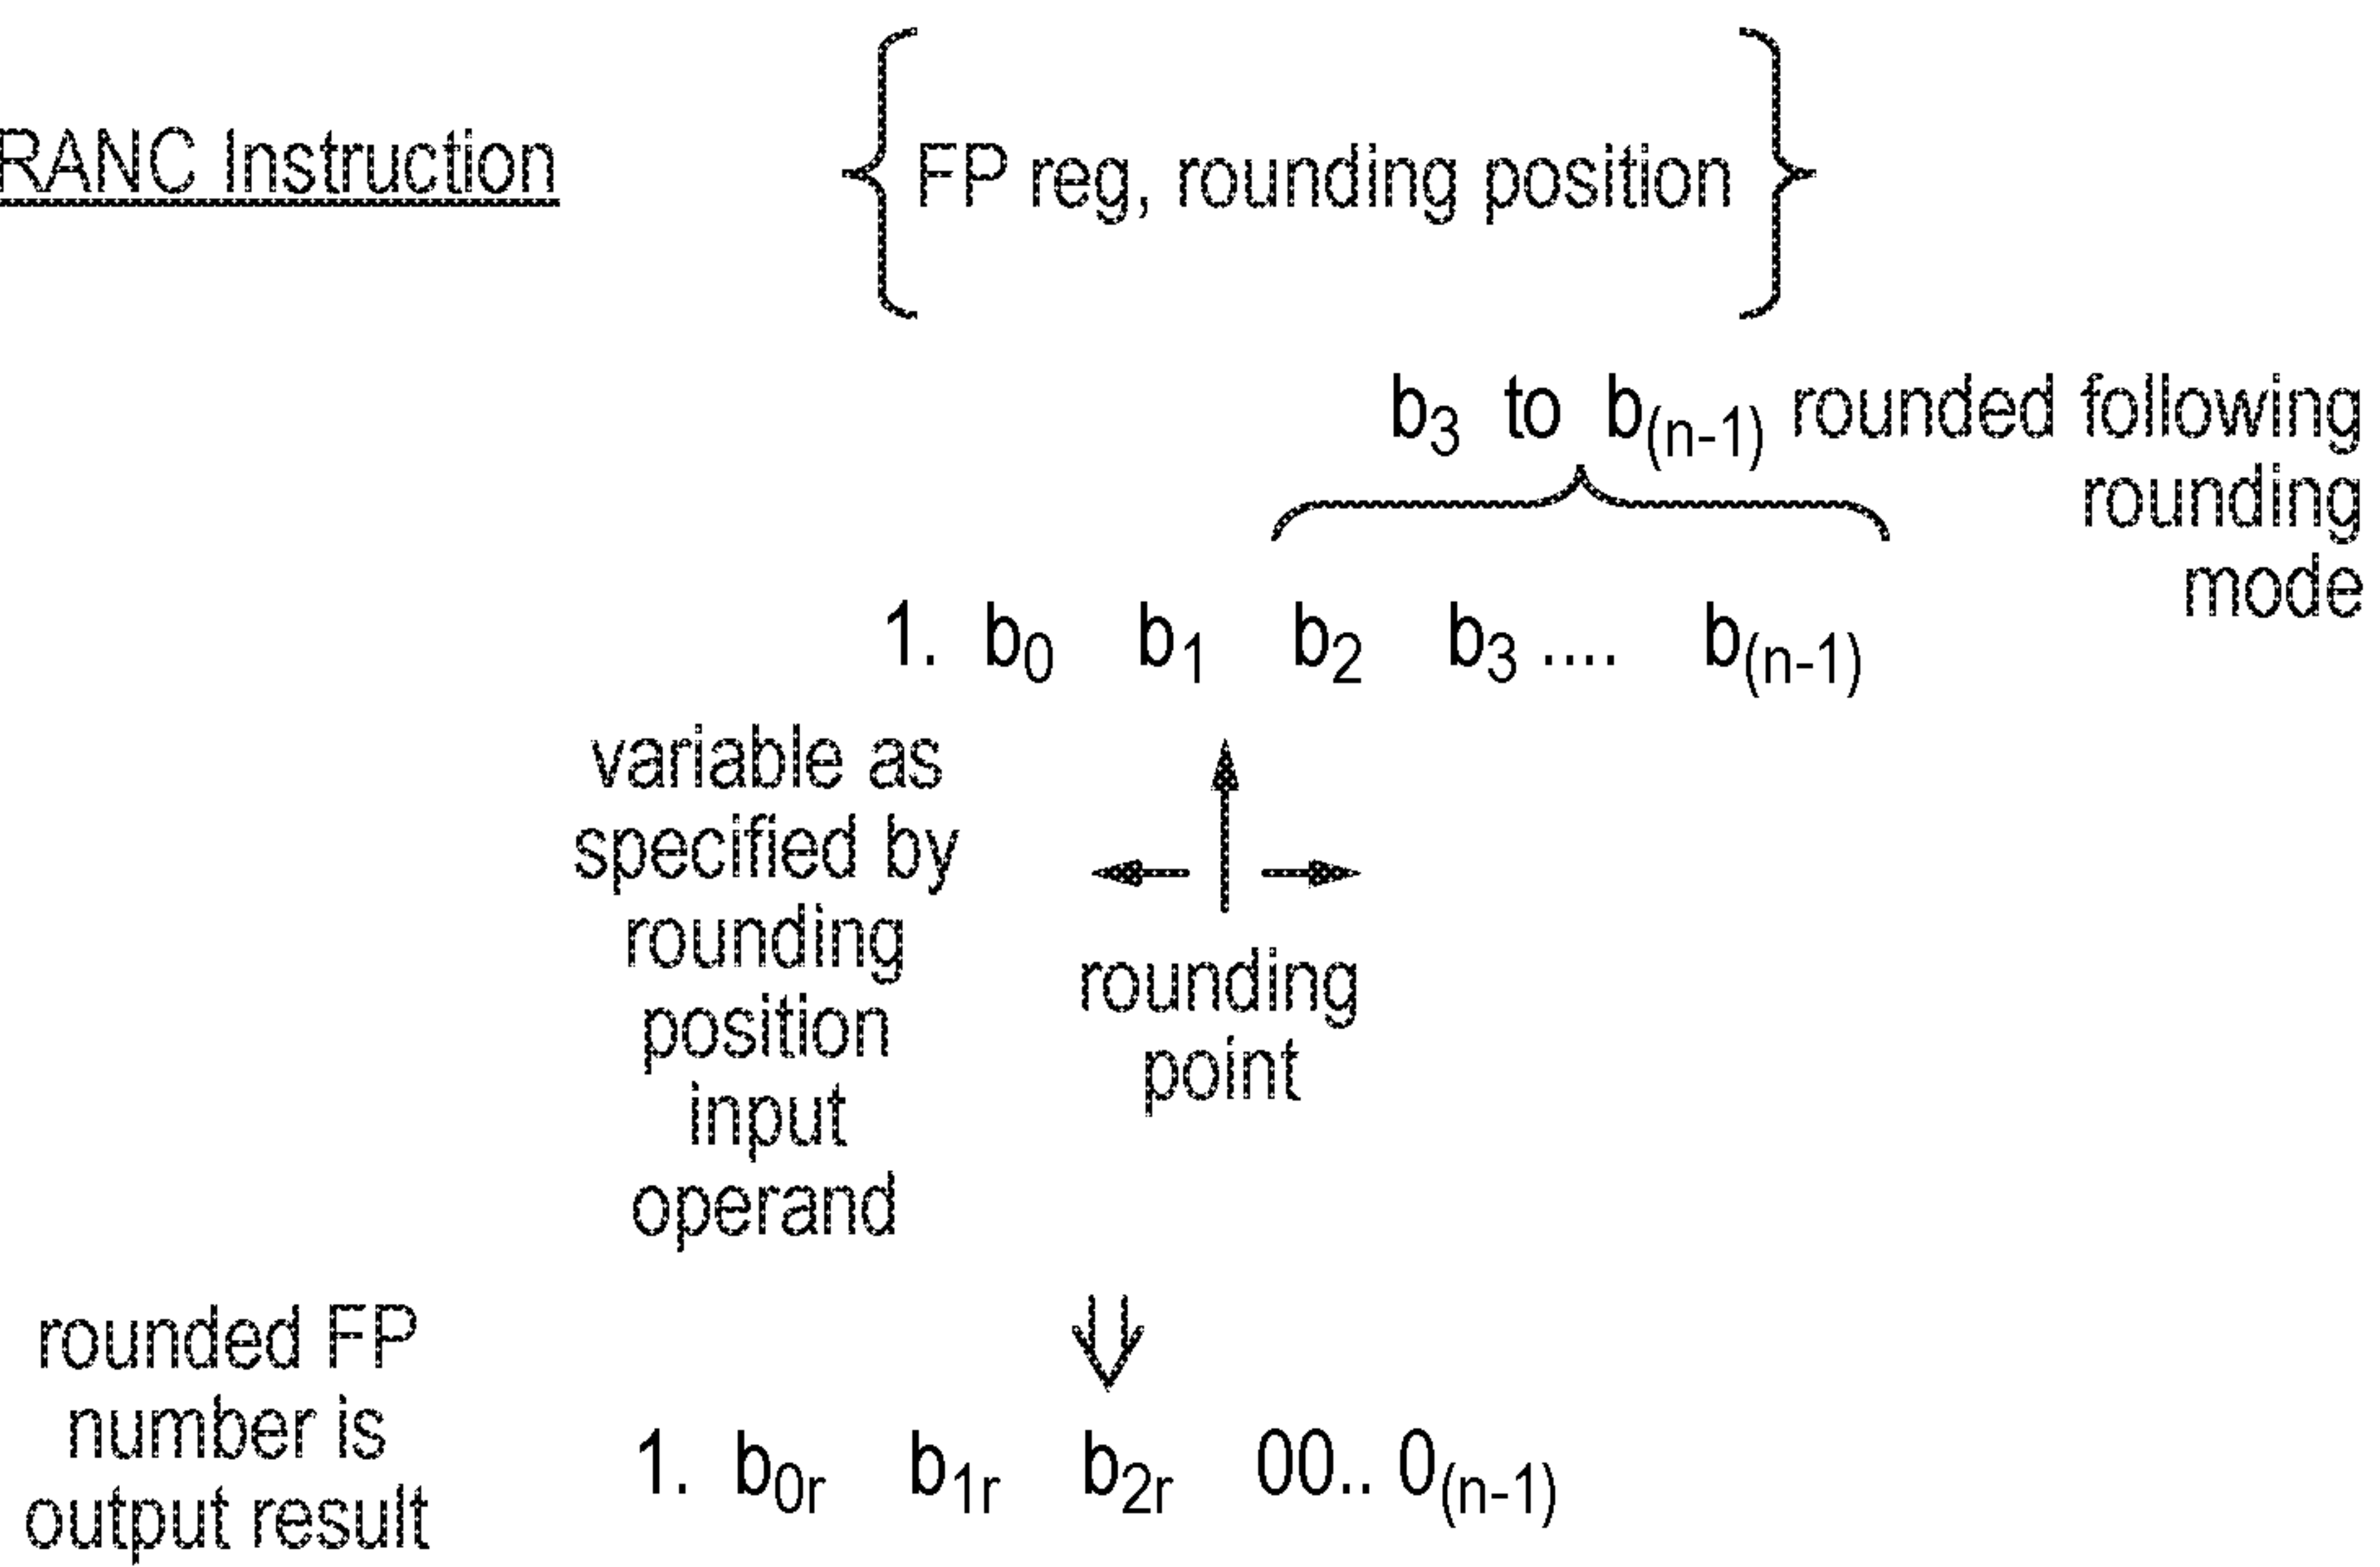 RANC Instruction
FP reg, rounding position
b3 to b(n-1) rounded following
rounding
mode
1. b0 b1 b2 b3 .... b(n-1)
variable as
specified by
rounding
position
input
operand
rounding
point
rounded FP
number is
output result
1. b0r b1r b2r 00.. 0(n-1)